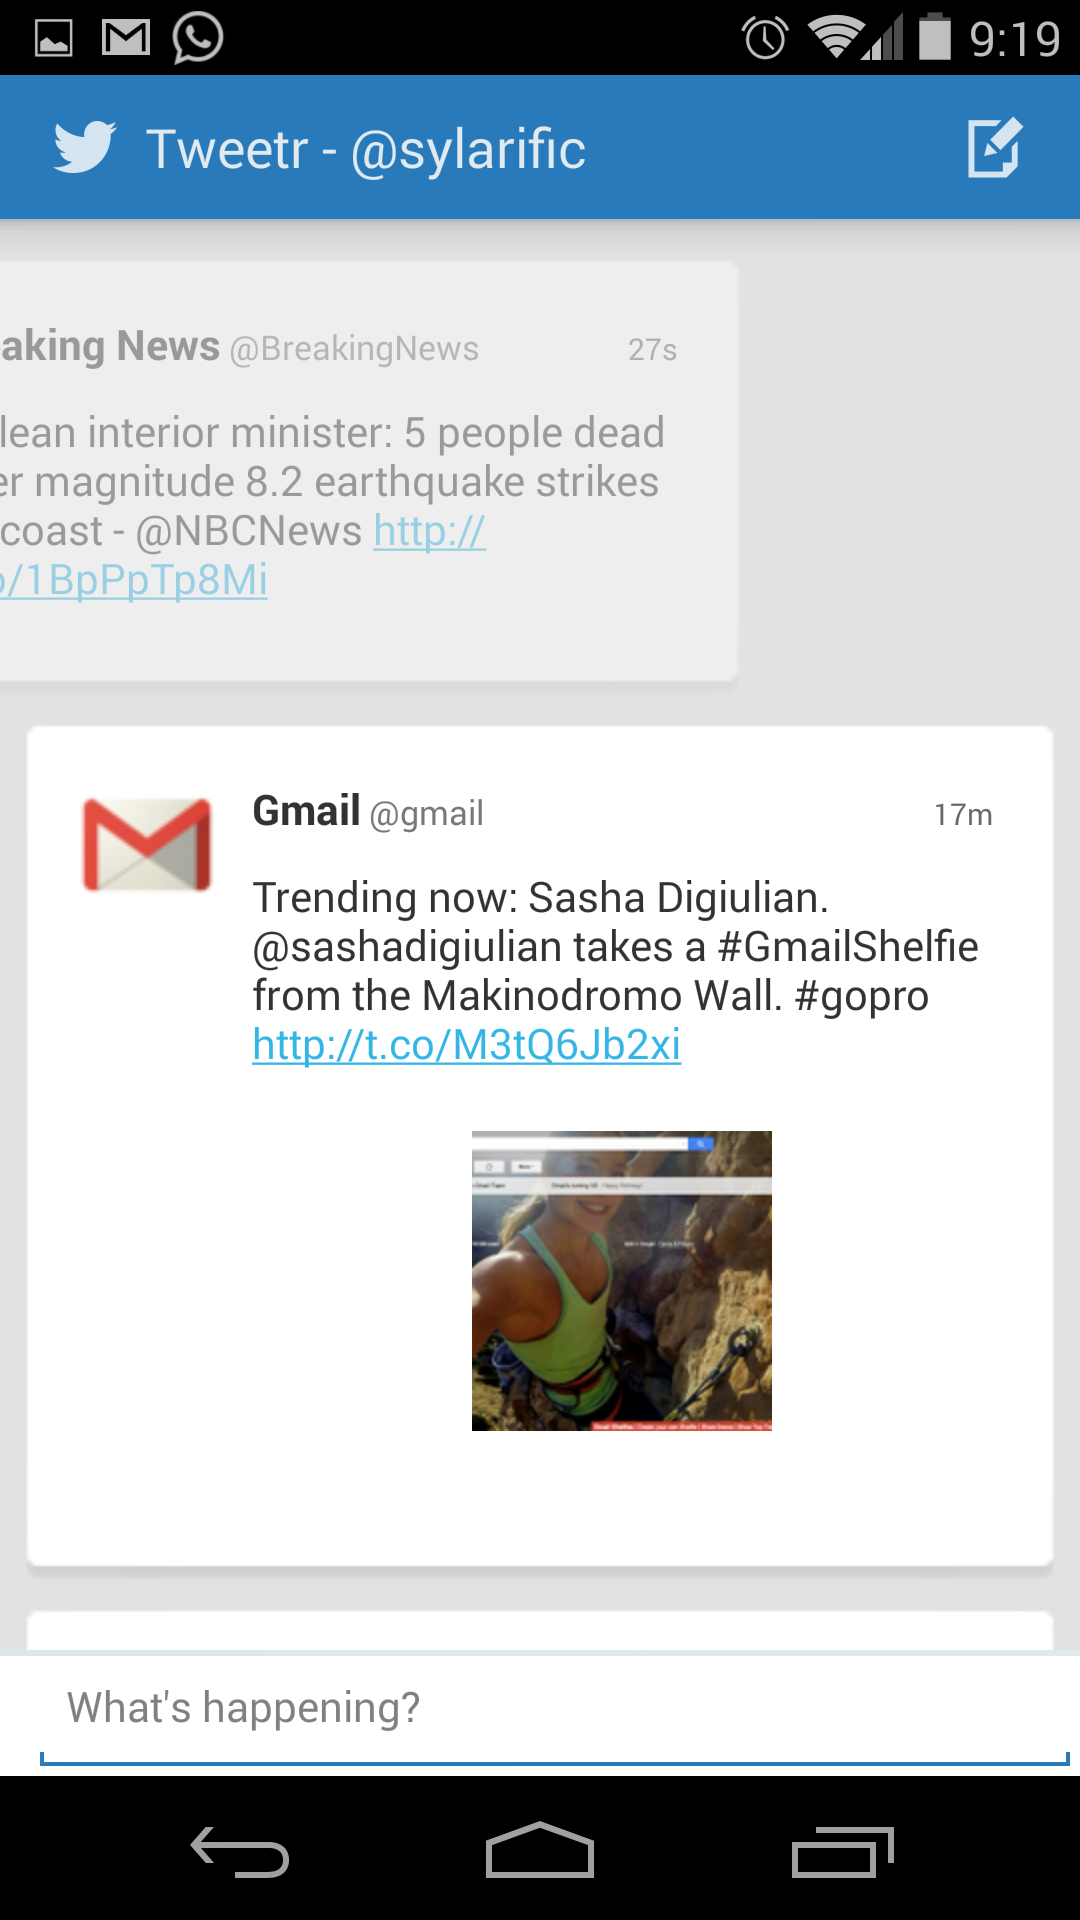 9:19
Tweetr - @sylarific
aking News @BreakingNews 27s
lean interior minister: 5 people dead
er magnitude 8.2 earthquake strikes
coast - @NBCNews http://
o/1BpPpTp8Mi
Gmail @gmail 17m
Trending now: Sasha Digiulian.
@sashadigiulian takes a #GmailShelfie
from the Makinodromo Wall. #gopro
http://t.co/M3tQ6Jb2xi
What's happening?